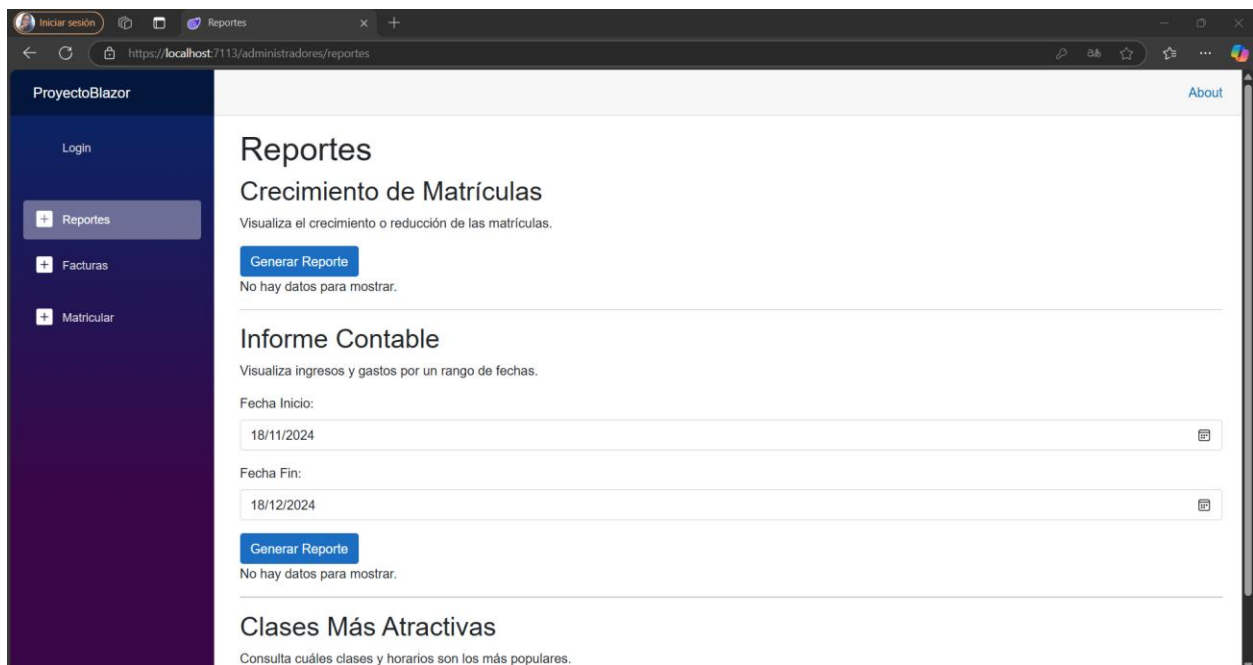 Iniciar sesión
Reportes
https://localhost:7113/administradores/reportes
ProyectoBlazor
About
Login
Reportes
Facturas
Matricular
Reportes
Crecimiento de Matrículas
Visualiza el crecimiento o reducción de las matrículas.
Generar Reporte
No hay datos para mostrar.
Informe Contable
Visualiza ingresos y gastos por un rango de fechas.
Fecha Inicio:
18/11/2024
Fecha Fin:
18/12/2024
Generar Reporte
No hay datos para mostrar.
Clases Más Atractivas
Consulta cuáles clases y horarios son los más populares.